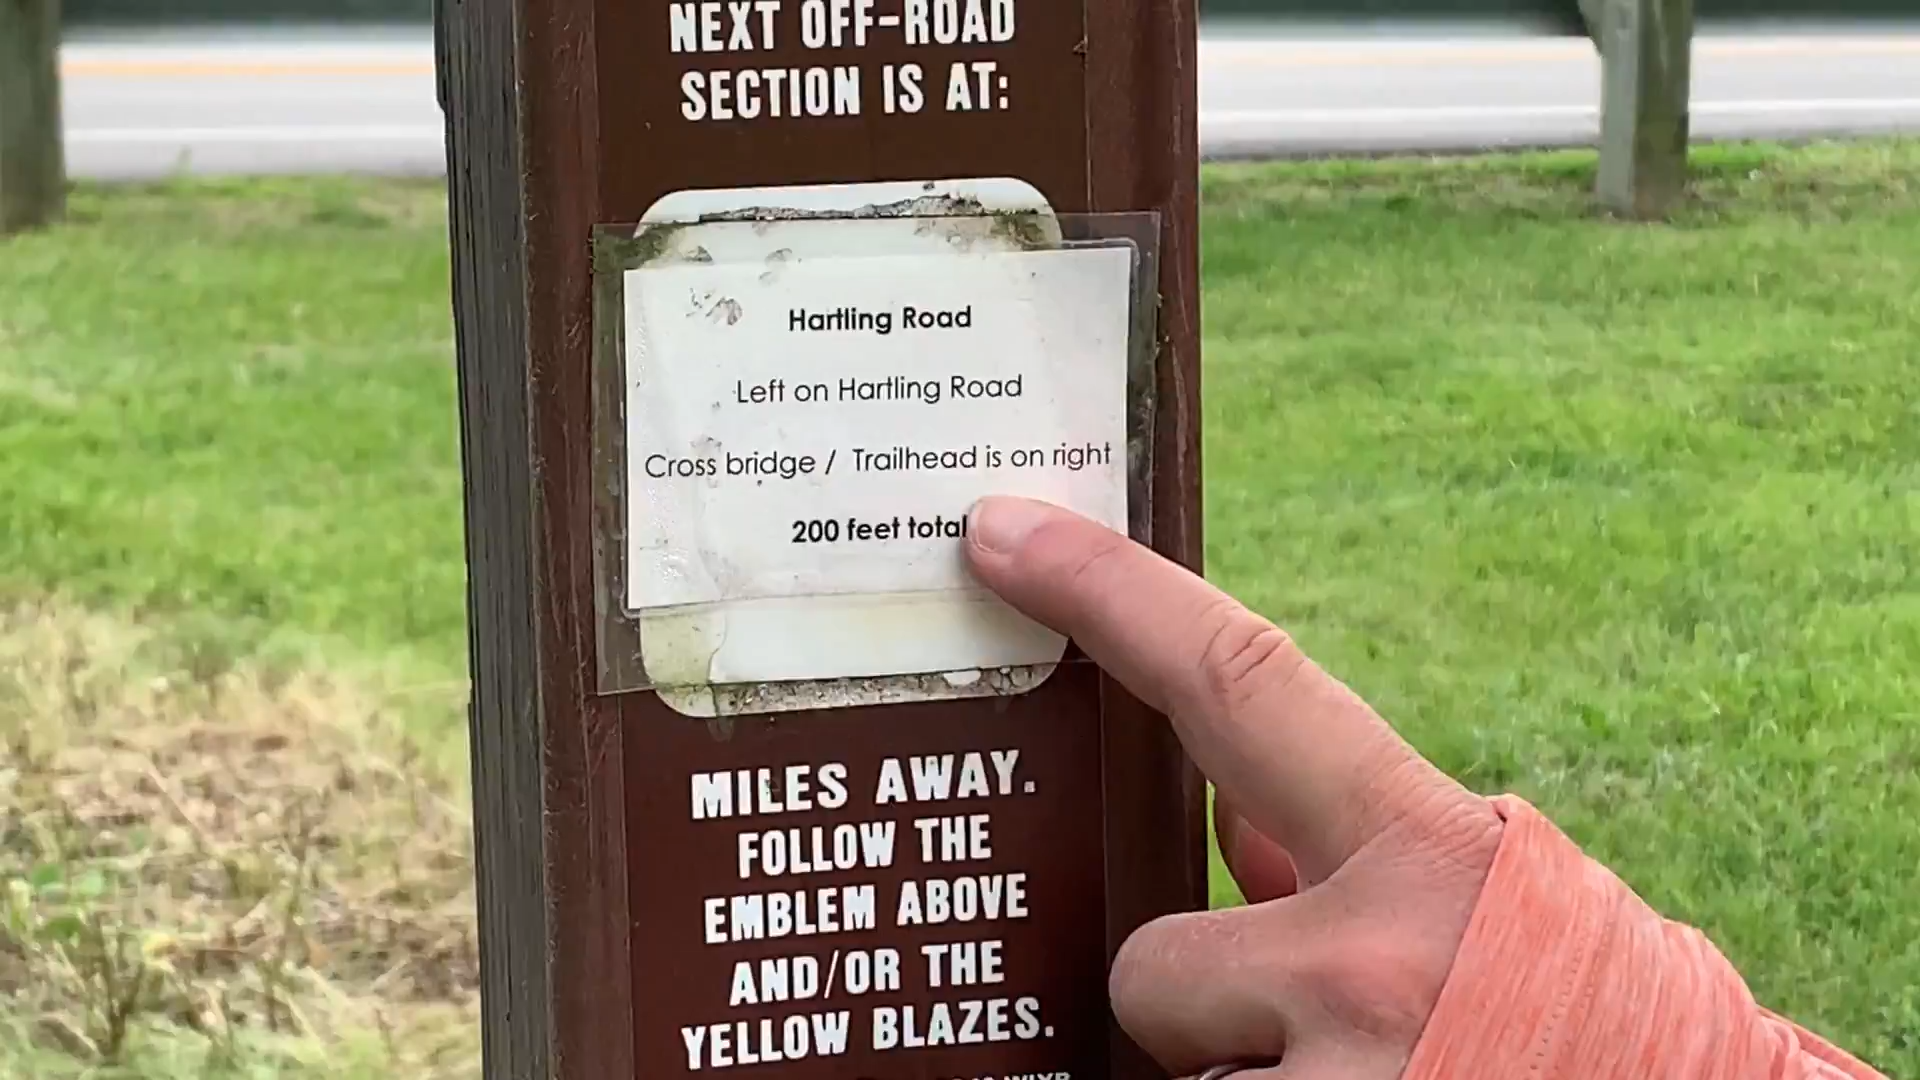 NEXT OFF-ROAD
SECTION IS AT:
Hartling Road
Left on Hartling Road
Cross bridge / Trailhead is on right
200 feet total
MILES AWAY.
FOLLOW THE
EMBLEM ABOVE
AND/OR THE
YELLOW BLAZES.